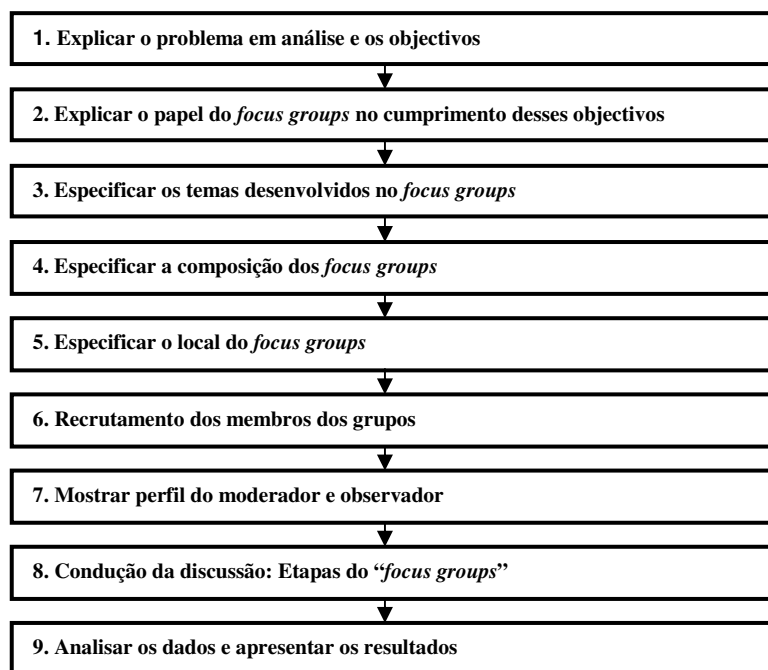 1. Explicar o problema em análise e os objectivos
2. Explicar o papel do focus groups no cumprimento desses objectivos
3. Especificar os temas desenvolvidos no focus groups
4. Especificar a composição dos focus groups
5. Especificar o local do focus groups
6. Recrutamento dos membros dos grupos
7. Mostrar perfil do moderador e observador
8. Condução da discussão: Etapas do “focus groups”
9. Analisar os dados e apresentar os resultados